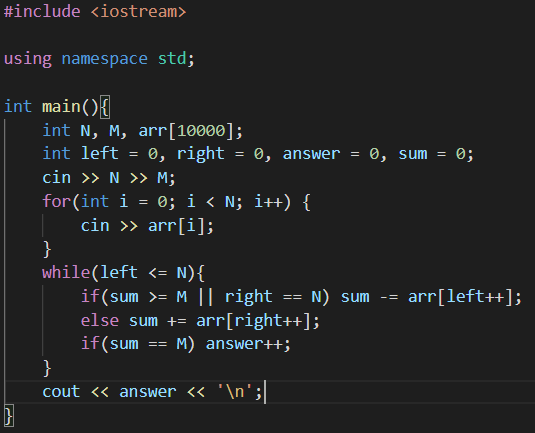 #include <iostream>
using namespace std;
int main(){
int N, M, arr[10000];
int left = 0, right = 0, answer = 0, sum = 0;
cin >> N >> M;
for(int i = 0; i < N; i++) {
cin >> arr[i];
}
while(left <= N){
if(sum >= M || right == N) sum -= arr[left++];
else sum += arr[right++];
if(sum == M) answer++;
}
cout << answer << '\n';
}